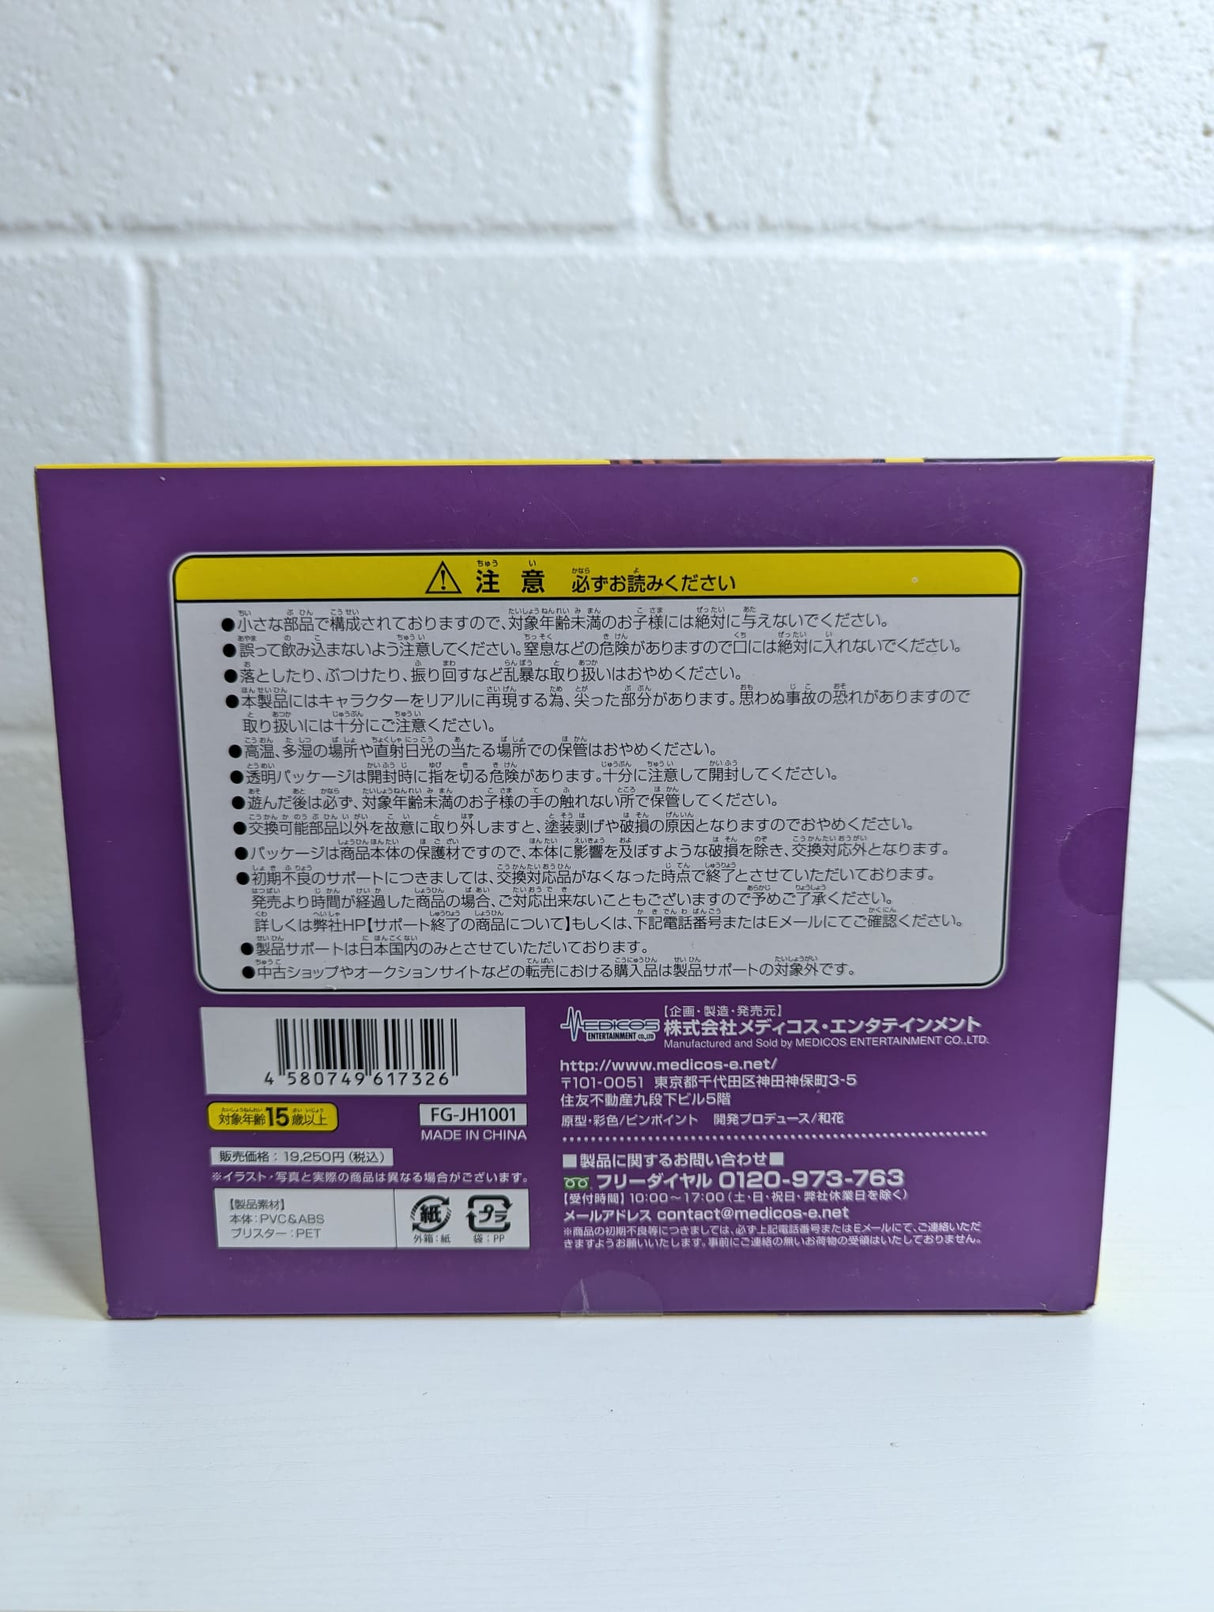 注意 必ずお読みください
●小さな部品で構成されておりますので、対象年齢未満のお子様には絶対に与えないでください。
●誤って飲み込まないよう注意してください。窒息などの危険がありますので口には絶対に入れないでください。
●落としたり、ぶつけたり、振り回すなど乱暴な取り扱いはおやめください。
●本製品にはキャラクターをリアルに再現する為、尖った部分があります。思わぬ事故の恐れがありますので
取り扱いには十分にご注意ください。
●高温、多湿の場所や直射日光の当たる場所での保管はおやめください。
●透明パッケージは開封時に指を切る危険があります。十分に注意して開封してください。
●遊んだ後は必ず、対象年齢未満のお子様の手の触れない所で保管してください。
●交換可能部品以外を故意に取り外しますと、塗装剥げや破損の原因となりますのでおやめください。
●パッケージは商品本体の保護材ですので、本体に影響を及ぼすような破損を除き、交換対応外となります。
●初期不良のサポートにつきましては、交換対応品がなくなった時点で終了とさせていただいております。
発売より時間が経過した商品の場合、ご対応出来ないこともございますので予めご了承ください。
詳しくは弊社HP【サポート終了の商品について】もしくは、下記電話番号またはEメールにてご確認ください。
●製品サポートは日本国内のみとさせていただいております。
●中古ショップやオークションサイトなどの転売における購入品は製品サポートの対象外です。
4 580749 617326
対象年齢15歳以上
FG-JH1001
MADE IN CHINA
販売価格：19,250円(税込)
※イラスト・写真と実際の商品は異なる場合がございます。
【製品素材】
本体：PVC&ABS
ブリスター：PET
紙
外箱：紙
プラ
袋：PP
MEDICOS
ENTERTAINMENT CO.,LTD
【企画・製造・発売元】
株式会社メディコス・エンタテインメント
Manufactured and Sold by MEDICOS ENTERTAINMENT CO.,LTD.
http://www.medicos-e.net/
〒101-0051 東京都千代田区神田神保町3-5
住友不動産九段下ビル5階
原型・彩色/ピンポイント 開発プロデュース/和花
■製品に関するお問い合わせ■
フリーダイヤル 0120-973-763
【受付時間】10:00～17:00(土・日・祝日・弊社休業日を除く)
メールアドレス contact@medicos-e.net
※商品の初期不良等につきましては、必ず上記電話番号またはEメールにて、ご連絡いただ
きますようお願いいたします。事前にご連絡の無いお荷物の受領はいたしておりません。